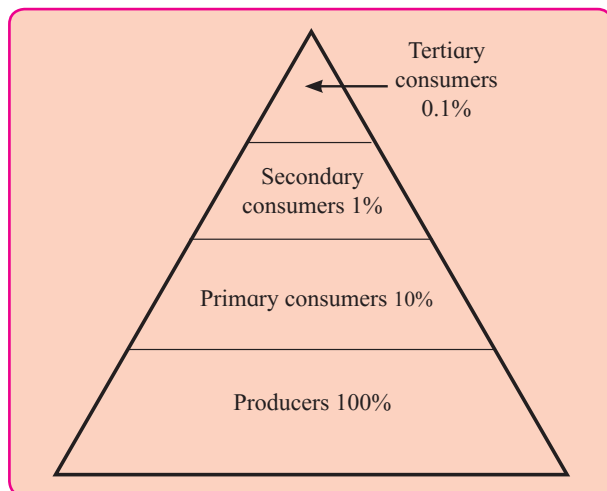 Tertiary
consumers
0.1%
Secondary
consumers 1%
Primary consumers 10%
Producers 100%